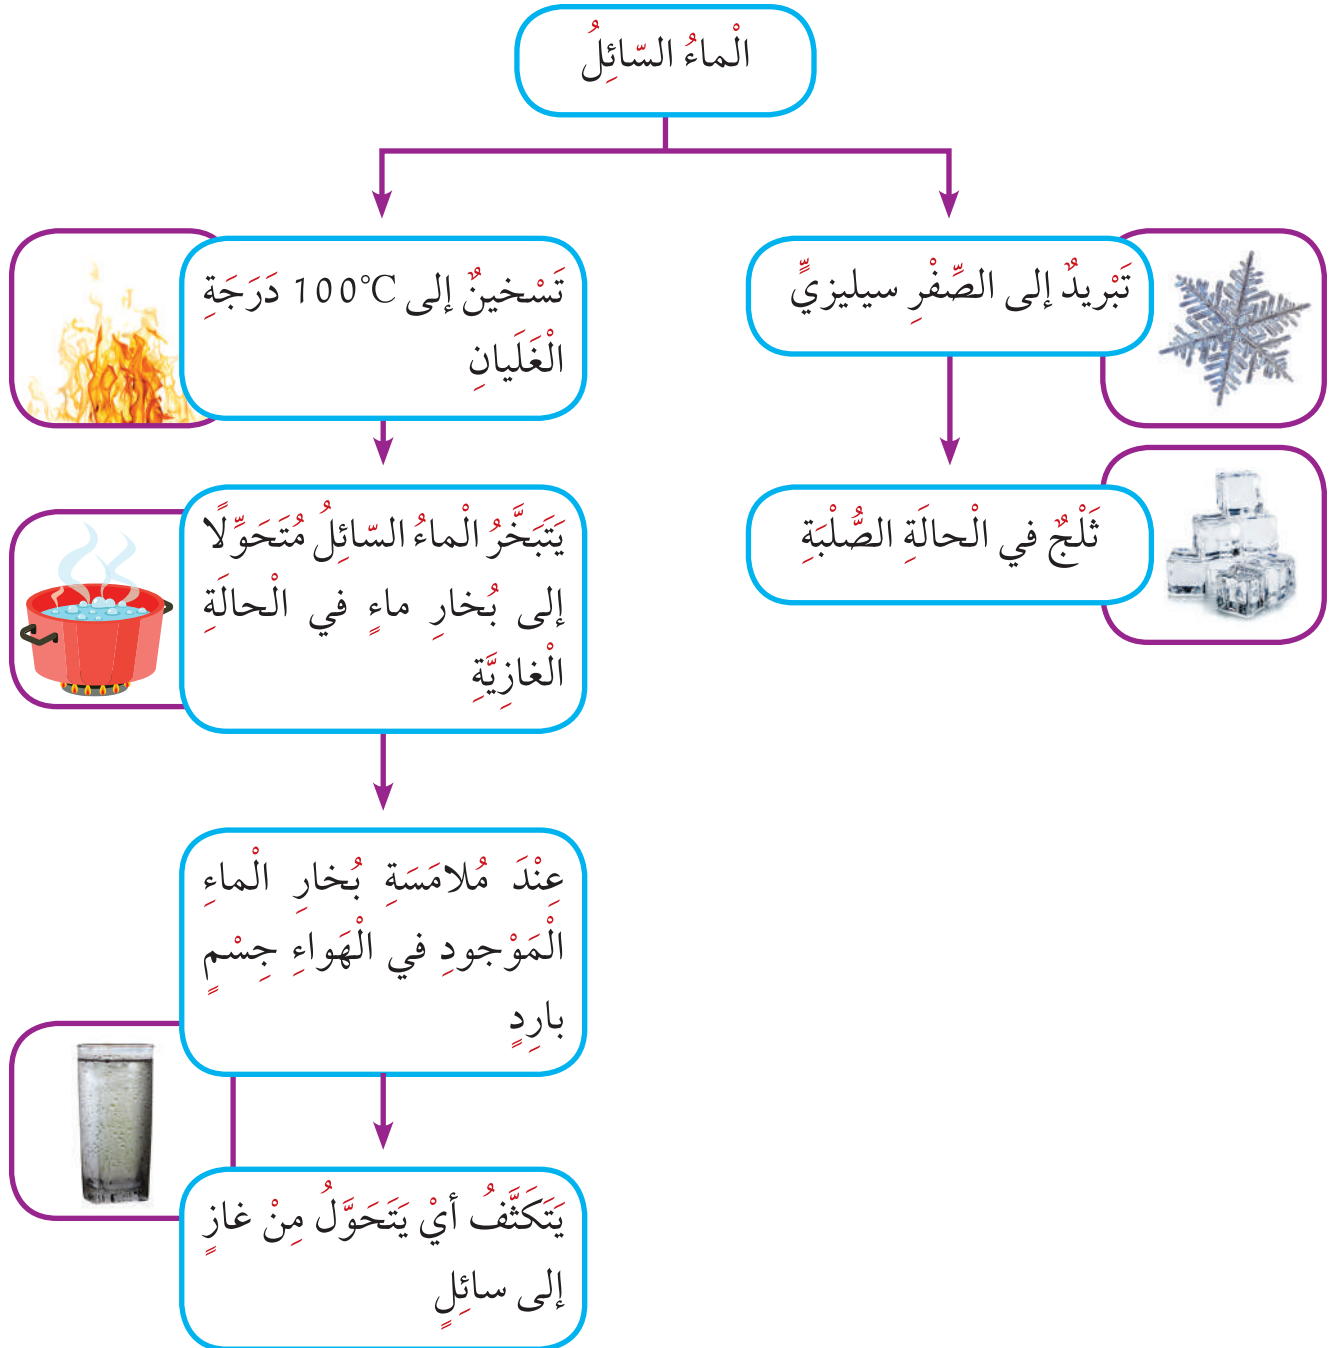 الْماءُ السّائِلُ
تَبْريدٌ إلى الصِّفْرِ سيليزيٍّ
ثَلْجٌ في الْحالَةِ الصُّلْبَةِ
تَسْخينٌ إلى 100°C دَرَجَةِ
الْغَلَيانِ
يَتَبَخَّرُ الْماءُ السّائِلُ مُتَحَوِّلًا
إلى بُخارِ ماءٍ في الْحالَةِ
الْغازِيَّةِ
عِنْدَ مُلامَسَةِ بُخارِ الْماءِ
الْمَوْجودِ في الْهَواءِ جِسْمٍ
بارِدٍ
يَتَكَثَّفُ أيْ يَتَحَوَّلُ مِنْ غازٍ
إلى سائِلٍ